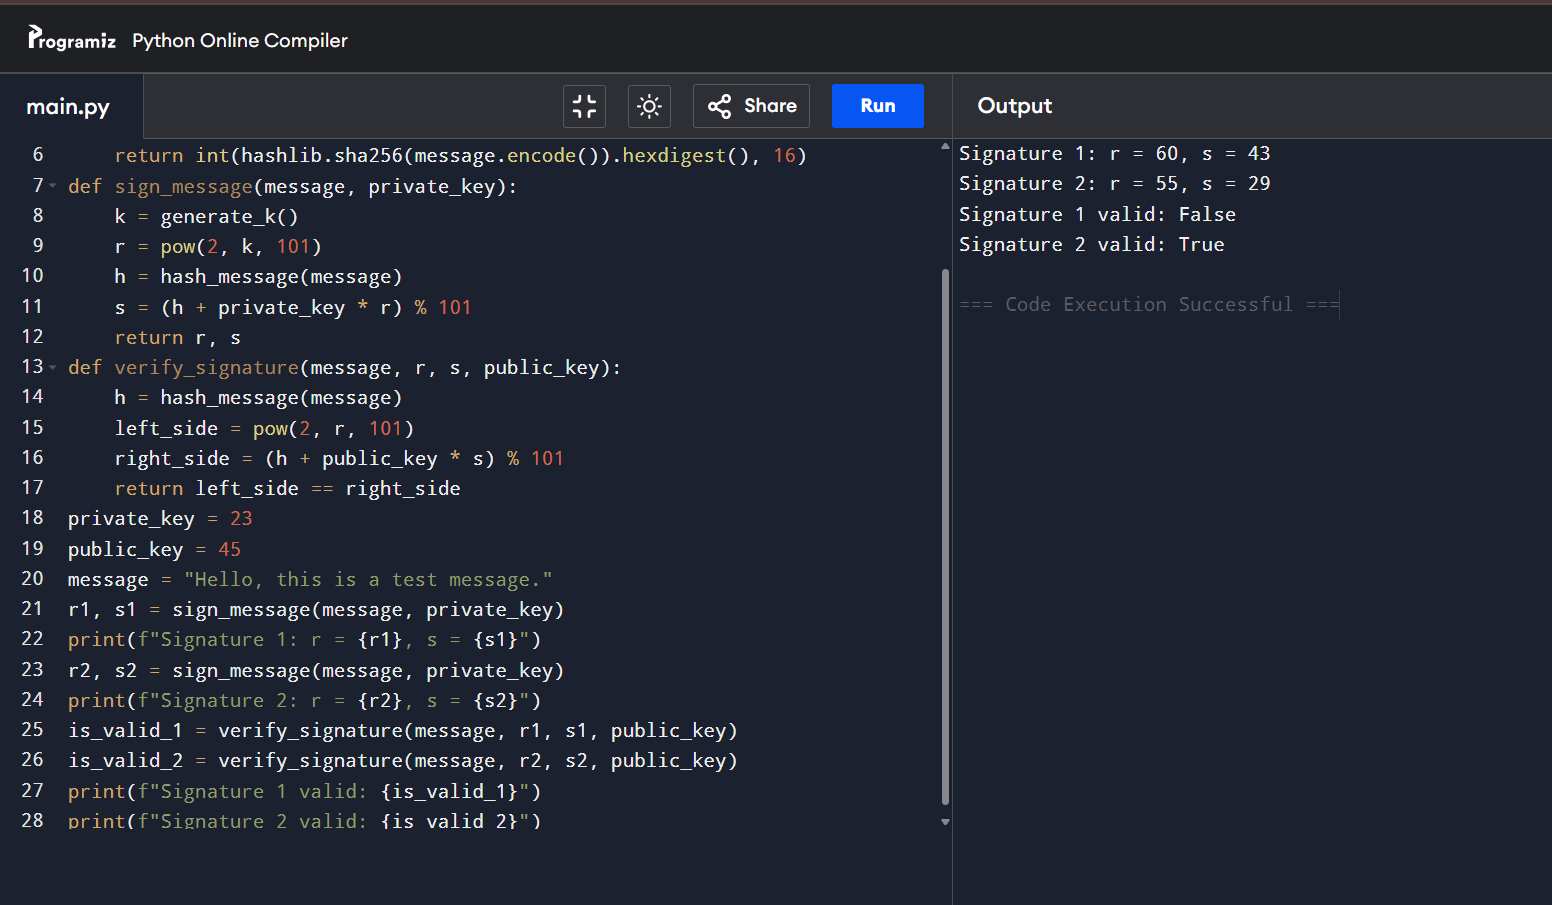 Programiz Python Online Compiler
main.py
Share
Run
Output
6 return int(hashlib.sha256(message.encode()).hexdigest(), 16)
7 def sign_message(message, private_key):
8 k = generate_k()
9 r = pow(2, k, 101)
10 h = hash_message(message)
11 s = (h + private_key * r) % 101
12 return r, s
13 def verify_signature(message, r, s, public_key):
14 h = hash_message(message)
15 left_side = pow(2, r, 101)
16 right_side = (h + public_key * s) % 101
17 return left_side == right_side
18 private_key = 23
19 public_key = 45
20 message = "Hello, this is a test message."
21 r1, s1 = sign_message(message, private_key)
22 print(f"Signature 1: r = {r1}, s = {s1}")
23 r2, s2 = sign_message(message, private_key)
24 print(f"Signature 2: r = {r2}, s = {s2}")
25 is_valid_1 = verify_signature(message, r1, s1, public_key)
26 is_valid_2 = verify_signature(message, r2, s2, public_key)
27 print(f"Signature 1 valid: {is_valid_1}")
28 print(f"Signature 2 valid: {is_valid_2}")
Signature 1: r = 60, s = 43
Signature 2: r = 55, s = 29
Signature 1 valid: False
Signature 2 valid: True
=== Code Execution Successful ===